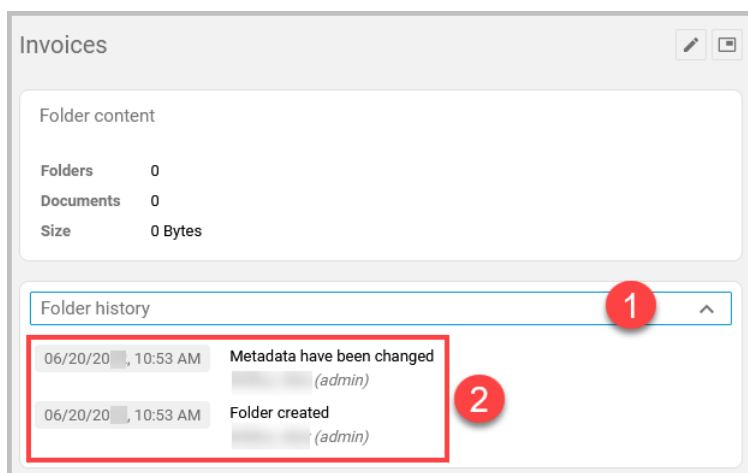 Invoices
Folder content
Folders 0
Documents 0
Size 0 Bytes
Folder history 1
06/20/20 , 10:53 AM Metadata have been changed
(admin)
2
06/20/20 , 10:53 AM Folder created
(admin)